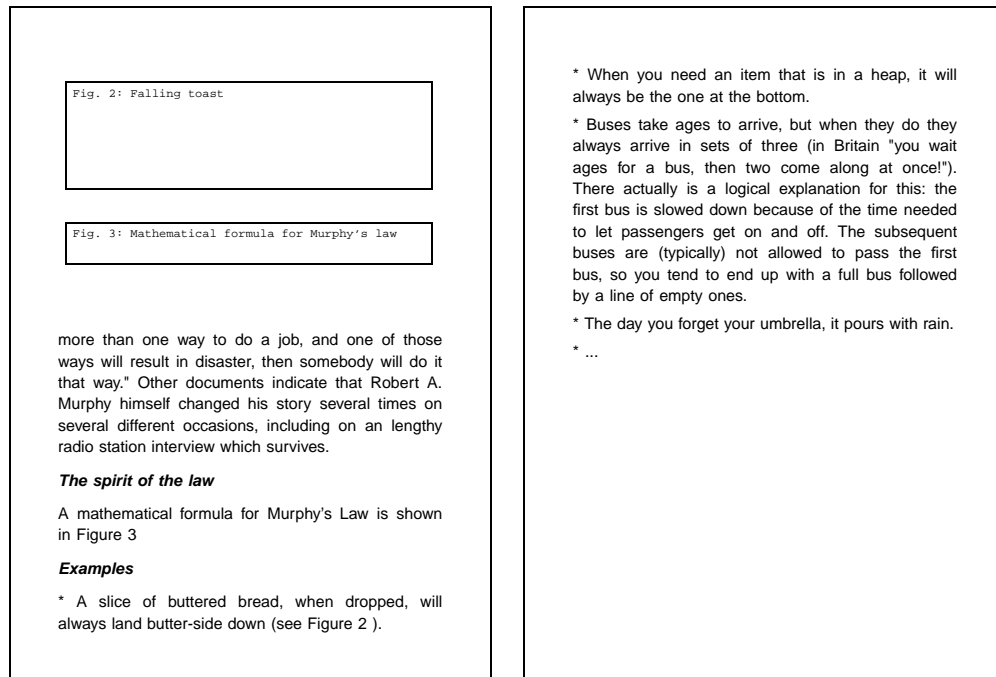 Fig. 2: Falling toast
Fig. 3: Mathematical formula for Murphy's law
more than one way to do a job, and one of those
ways will result in disaster, then somebody will do it
that way." Other documents indicate that Robert A.
Murphy himself changed his story several times on
several different occasions, including on an lengthy
radio station interview which survives.
The spirit of the law
A mathematical formula for Murphy's Law is shown
in Figure 3
Examples
* A slice of buttered bread, when dropped, will
always land butter-side down (see Figure 2 ).
* When you need an item that is in a heap, it will
always be the one at the bottom.
* Buses take ages to arrive, but when they do they
always arrive in sets of three (in Britain "you wait
ages for a bus, then two come along at once!").
There actually is a logical explanation for this: the
first bus is slowed down because of the time needed
to let passengers get on and off. The subsequent
buses are (typically) not allowed to pass the first
bus, so you tend to end up with a full bus followed
by a line of empty ones.
* The day you forget your umbrella, it pours with rain.
* ...